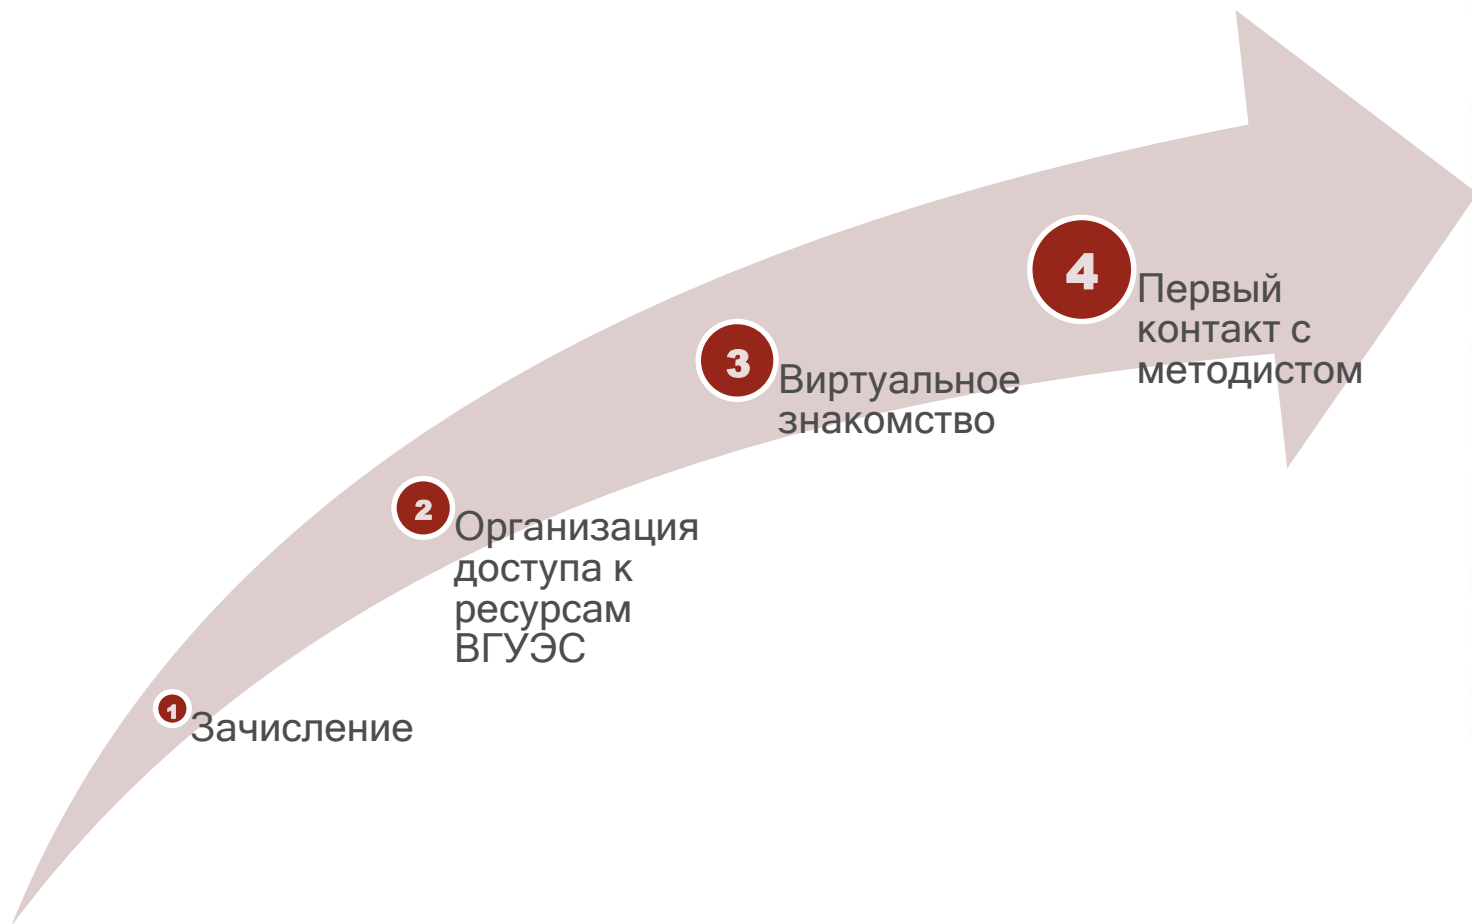 1
Зачисление
2
Организация
доступа к
ресурсам
ВГУЭС
3
Виртуальное
знакомство
4
Первый
контакт с
методистом